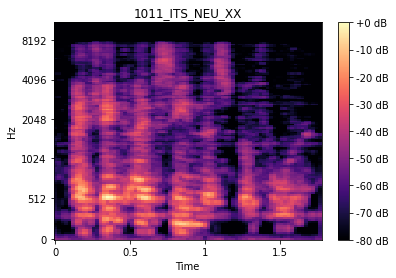 1011_ITS_NEU_XX
8192
4096
2048
1024
512
0
Hz
0
0.5
1
1.5
Time
+0 dB
-10 dB
-20 dB
-30 dB
-40 dB
-50 dB
-60 dB
-70 dB
-80 dB